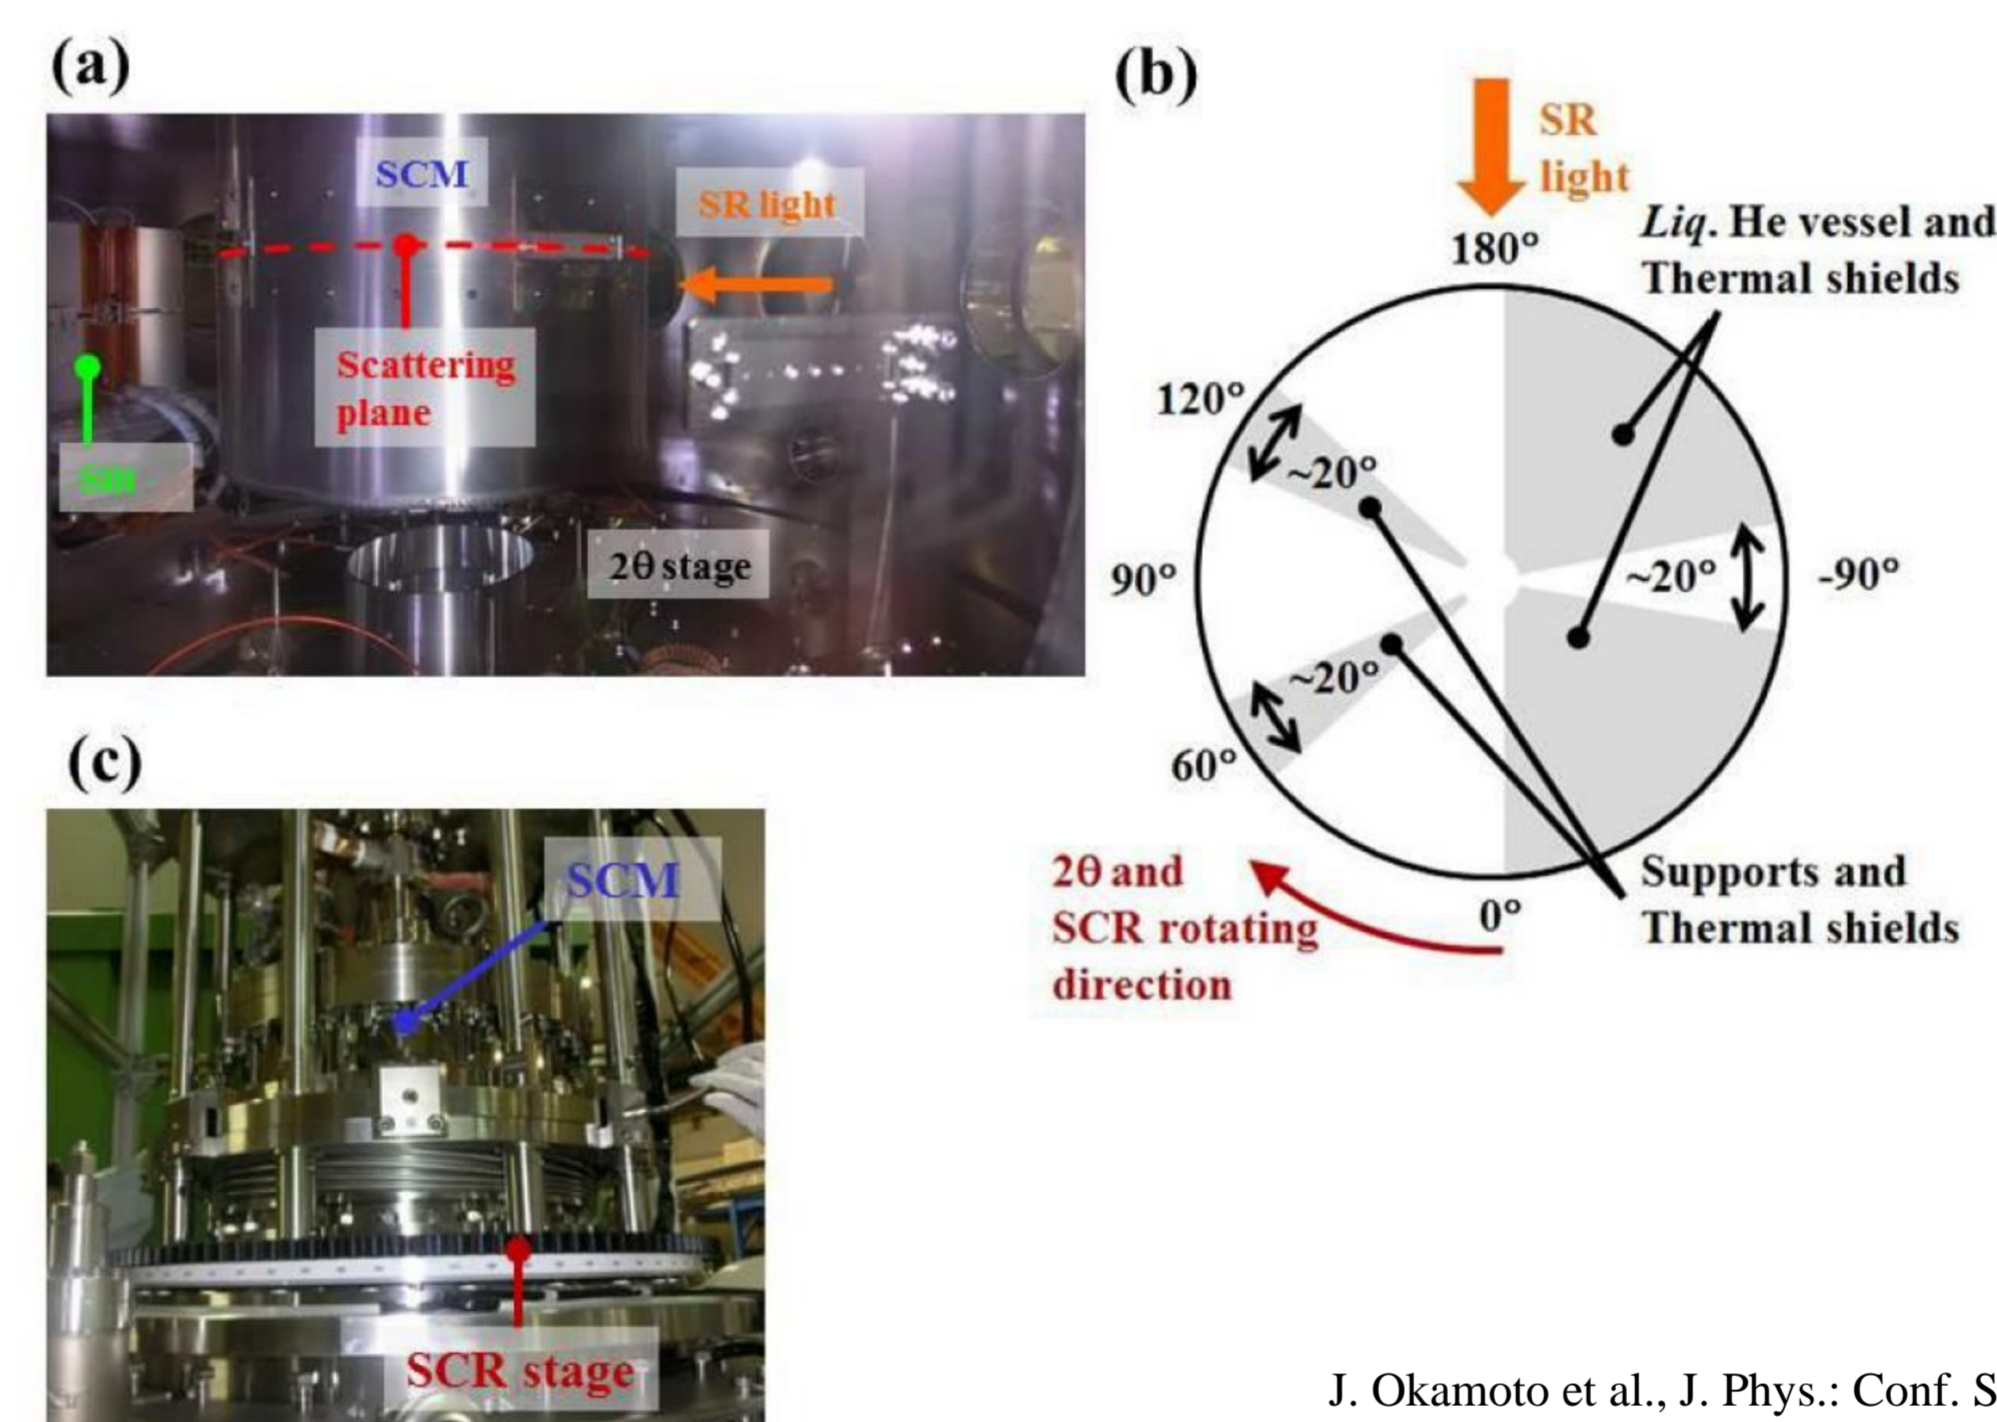 (a)
SCM
SR light
Scattering
plane
2θ stage
(b)
SR
light
180°
Liq. He vessel and
Thermal shields
120°
~20°
90°
~20°
-90°
~20°
60°
2θ and
SCR rotating
direction
0°
Supports and
Thermal shields
(c)
SCM
SCR stage
J. Okamoto et al., J. Phys.: Conf. S